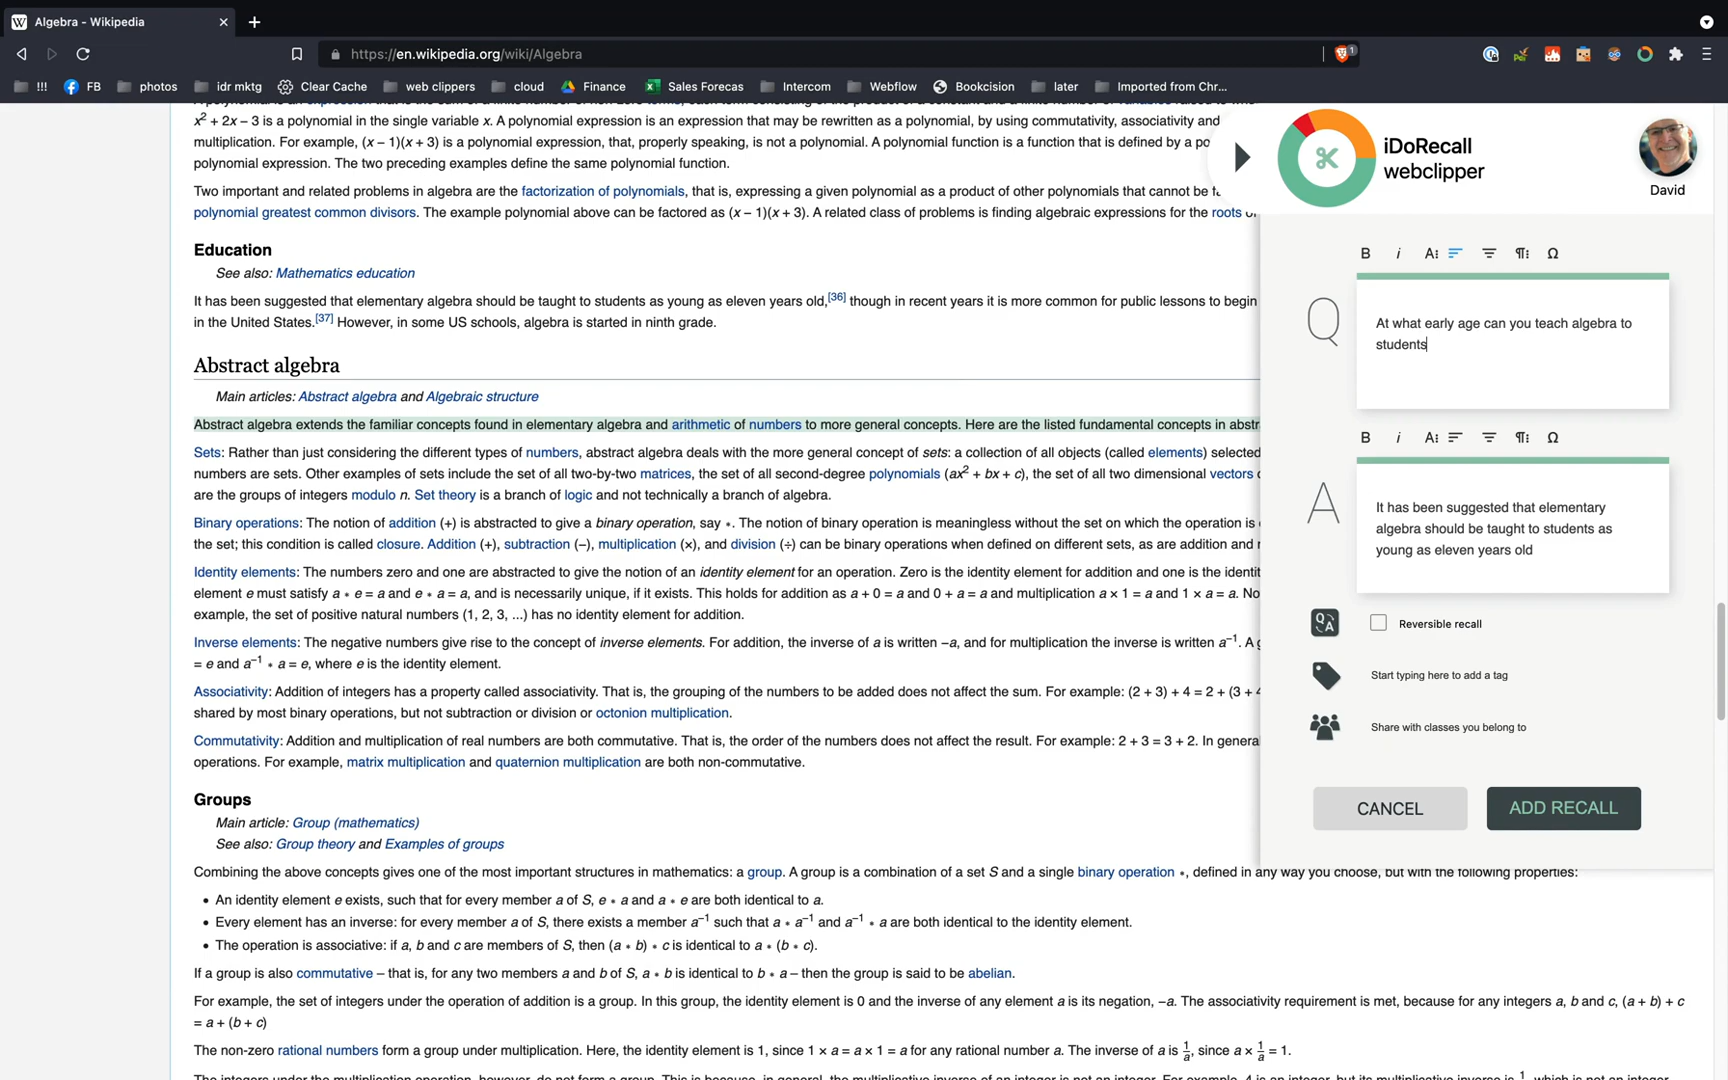 Algebra - Wikipedia
https://en.wikipedia.org/wiki/Algebra
1
!!!
FB
photos
idr mktg
Clear Cache
web clippers
cloud
Finance
Sales Forecas
Intercom
Webflow
Bookcision
later
Imported from Chr...
x² + 2x − 3 is a polynomial in the single variable x. A polynomial expression is an expression that may be rewritten as a polynomial, by using commutativity, associativity and
multiplication. For example, (x − 1)(x + 3) is a polynomial expression, that, properly speaking, is not a polynomial. A polynomial function is a function that is defined by a po
polynomial expression. The two preceding examples define the same polynomial function.
Two important and related problems in algebra are the factorization of polynomials, that is, expressing a given polynomial as a product of other polynomials that cannot be fa
polynomial greatest common divisors. The example polynomial above can be factored as (x − 1)(x + 3). A related class of problems is finding algebraic expressions for the roots of
Education
See also: Mathematics education
It has been suggested that elementary algebra should be taught to students as young as eleven years old,[36] though in recent years it is more common for public lessons to begin
in the United States.[37] However, in some US schools, algebra is started in ninth grade.
Abstract algebra
Main articles: Abstract algebra and Algebraic structure
Abstract algebra extends the familiar concepts found in elementary algebra and arithmetic of numbers to more general concepts. Here are the listed fundamental concepts in abstr
Sets: Rather than just considering the different types of numbers, abstract algebra deals with the more general concept of sets: a collection of all objects (called elements) selected
numbers are sets. Other examples of sets include the set of all two-by-two matrices, the set of all second-degree polynomials (ax² + bx + c), the set of all two dimensional vectors
are the groups of integers modulo n. Set theory is a branch of logic and not technically a branch of algebra.
Binary operations: The notion of addition (+) is abstracted to give a binary operation, say ∗. The notion of binary operation is meaningless without the set on which the operation is
the set; this condition is called closure. Addition (+), subtraction (−), multiplication (×), and division (÷) can be binary operations when defined on different sets, as are addition and
Identity elements: The numbers zero and one are abstracted to give the notion of an identity element for an operation. Zero is the identity element for addition and one is the identit
element e must satisfy a ∗ e = a and e ∗ a = a, and is necessarily unique, if it exists. This holds for addition as a + 0 = a and 0 + a = a and multiplication a × 1 = a and 1 × a = a. No
example, the set of positive natural numbers (1, 2, 3, ...) has no identity element for addition.
Inverse elements: The negative numbers give rise to the concept of inverse elements. For addition, the inverse of a is written −a, and for multiplication the inverse is written a⁻¹. A g
= e and a⁻¹ ∗ a = e, where e is the identity element.
Associativity: Addition of integers has a property called associativity. That is, the grouping of the numbers to be added does not affect the sum. For example: (2 + 3) + 4 = 2 + (3 + 4
shared by most binary operations, but not subtraction or division or octonion multiplication.
Commutativity: Addition and multiplication of real numbers are both commutative. That is, the order of the numbers does not affect the result. For example: 2 + 3 = 3 + 2. In general
operations. For example, matrix multiplication and quaternion multiplication are both non-commutative.
Groups
Main article: Group (mathematics)
See also: Group theory and Examples of groups
Combining the above concepts gives one of the most important structures in mathematics: a group. A group is a combination of a set S and a single binary operation ∗, defined in any way you choose, but with the following properties:
• An identity element e exists, such that for every member a of S, e ∗ a and a ∗ e are both identical to a.
• Every element has an inverse: for every member a of S, there exists a member a⁻¹ such that a ∗ a⁻¹ and a⁻¹ ∗ a are both identical to the identity element.
• The operation is associative: if a, b and c are members of S, then (a ∗ b) ∗ c is identical to a ∗ (b ∗ c).
If a group is also commutative – that is, for any two members a and b of S, a ∗ b is identical to b ∗ a – then the group is said to be abelian.
For example, the set of integers under the operation of addition is a group. In this group, the identity element is 0 and the inverse of any element a is its negation, −a. The associativity requirement is met, because for any integers a, b and c, (a + b) + c
= a + (b + c)
The non-zero rational numbers form a group under multiplication. Here, the identity element is 1, since 1 × a = a × 1 = a for any rational number a. The inverse of a is 1/a, since a × 1/a = 1.
iDoRecall
webclipper
David
B i A
Q
At what early age can you teach algebra to
students
B i A
A
It has been suggested that elementary
algebra should be taught to students as
young as eleven years old
Q A
Reversible recall
Start typing here to add a tag
Share with classes you belong to
CANCEL
ADD RECALL